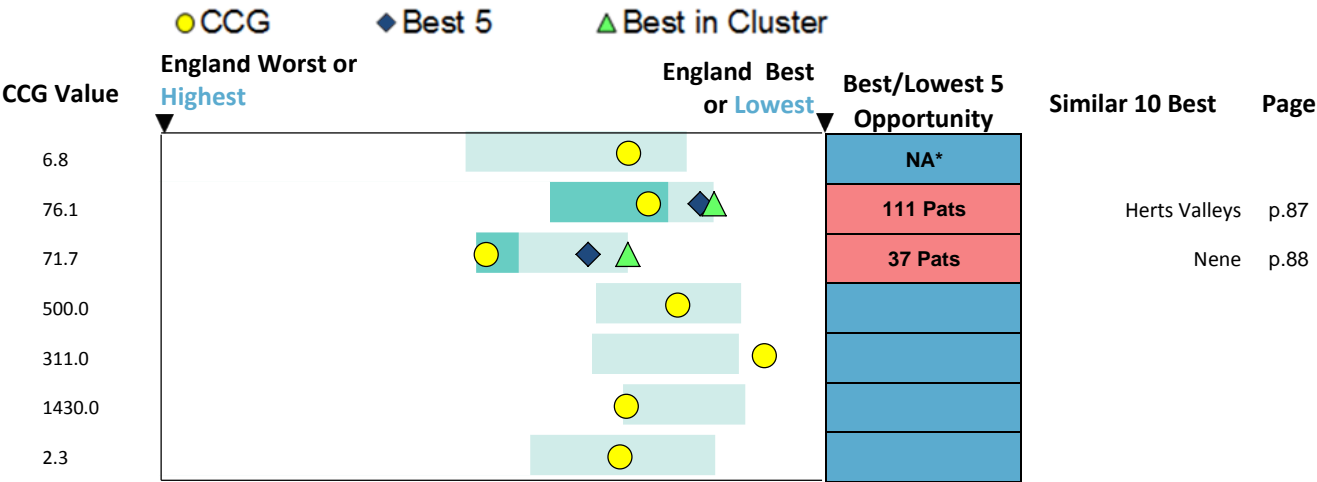 CCG Best 5 Best in Cluster
CCG Value
England Worst or
Highest
England Best
or Lowest
Best/Lowest 5
Opportunity
Similar 10 Best
Page
6.8 NA*
76.1 111 Pats Herts Valleys p.87
71.7 37 Pats Nene p.88
500.0
311.0
1430.0
2.3